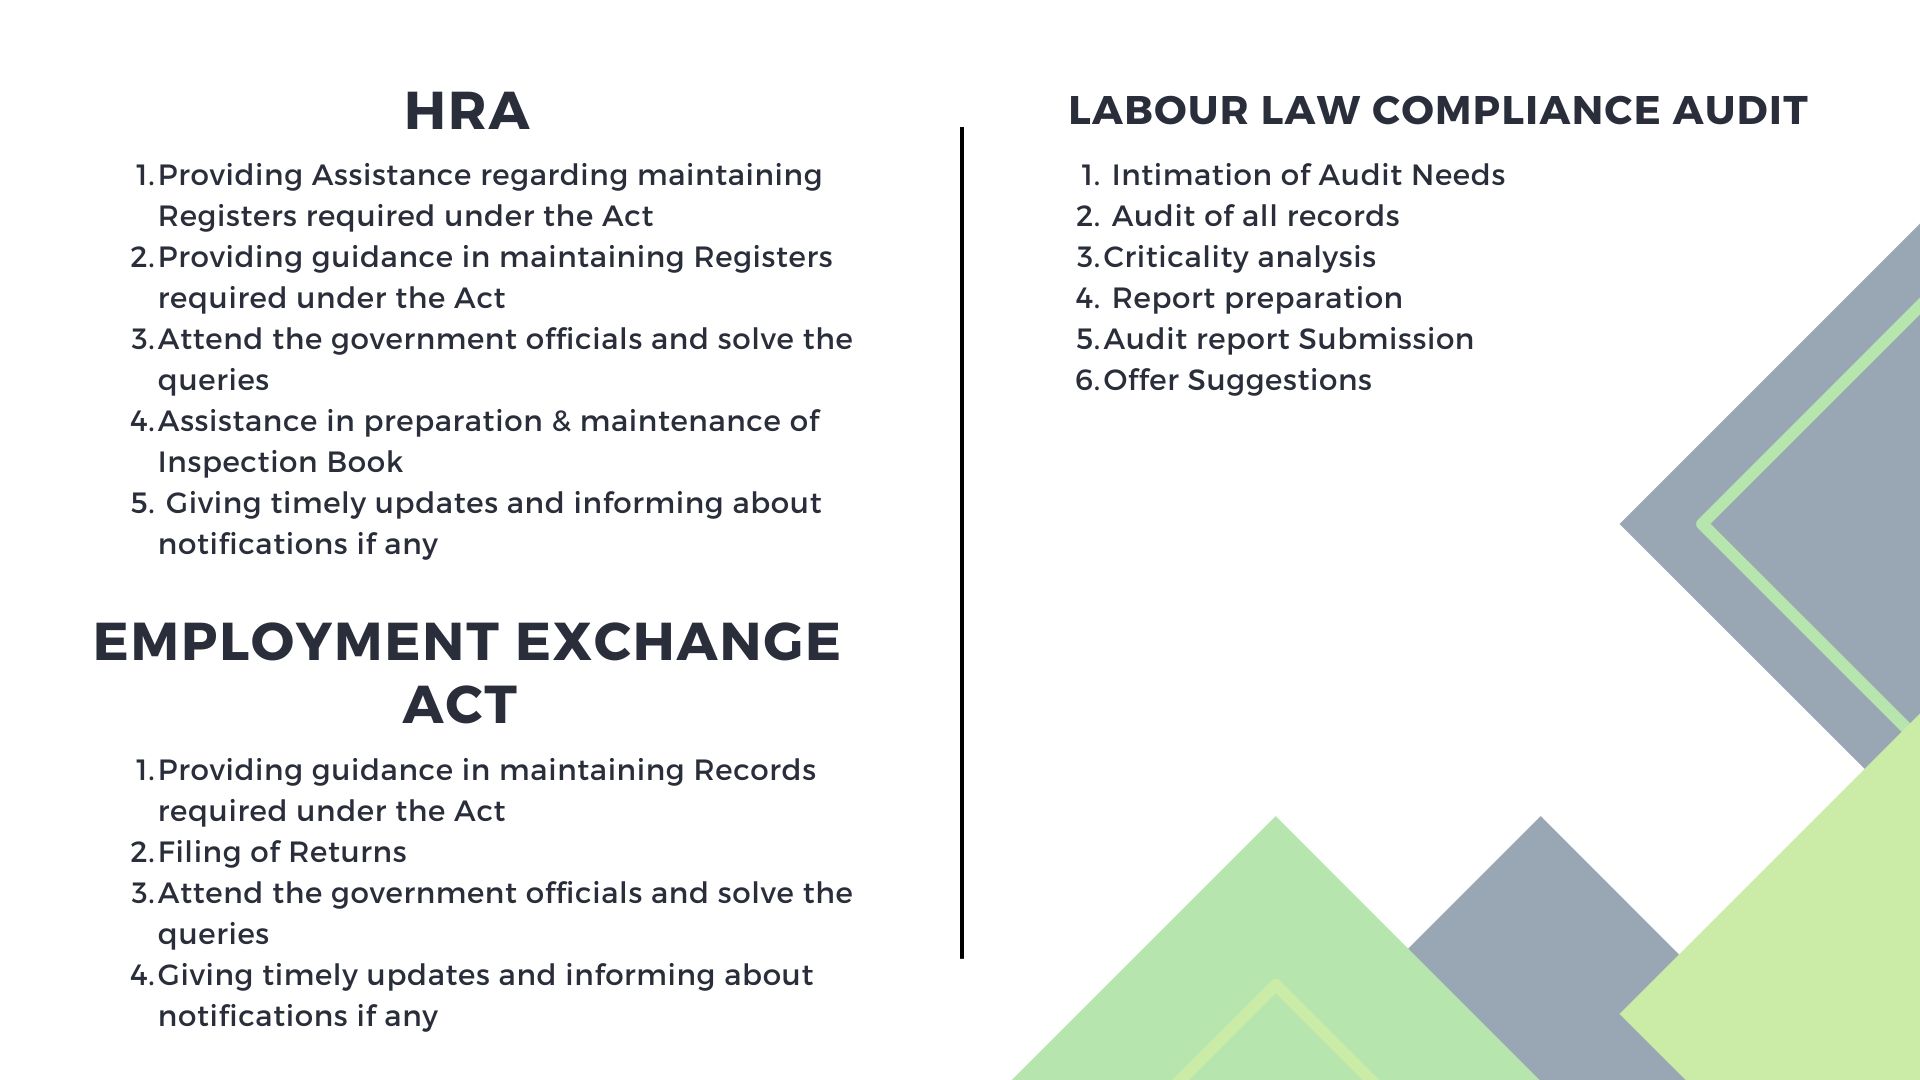 HRA
1. Providing Assistance regarding maintaining
Registers required under the Act
2. Providing guidance in maintaining Registers
required under the Act
3. Attend the government officials and solve the
queries
4. Assistance in preparation & maintenance of
Inspection Book
5. Giving timely updates and informing about
notifications if any
EMPLOYMENT EXCHANGE
ACT
1. Providing guidance in maintaining Records
required under the Act
2. Filing of Returns
3. Attend the government officials and solve the
queries
4. Giving timely updates and informing about
notifications if any
LABOUR LAW COMPLIANCE AUDIT
1. Intimation of Audit Needs
2. Audit of all records
3. Criticality analysis
4. Report preparation
5. Audit report Submission
6. Offer Suggestions